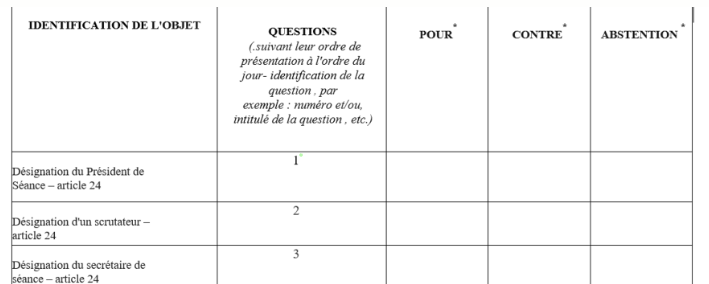 IDENTIFICATION DE L'OBJET
QUESTIONS
(.suivant leur ordre de
présentation à l'ordre du
jour- identification de la
question , par
exemple : numéro et/ou,
intitulé de la question , etc.)
POUR*
CONTRE*
ABSTENTION *
Désignation du Président de
Séance – article 24
1*
Désignation d'un scrutateur –
article 24
2
Désignation du secrétaire de
séance – article 24
3